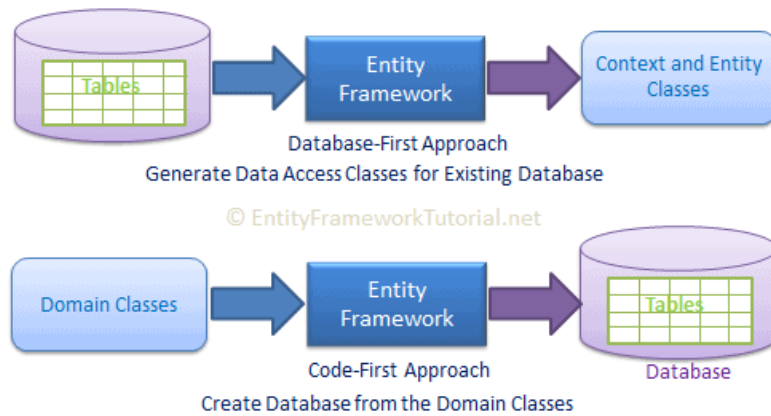 Tables
Entity
Framework
Context and Entity
Classes
Database-First Approach
Generate Data Access Classes for Existing Database
© EntityFrameworkTutorial.net
Domain Classes
Entity
Framework
Tables
Code-First Approach
Database
Create Database from the Domain Classes